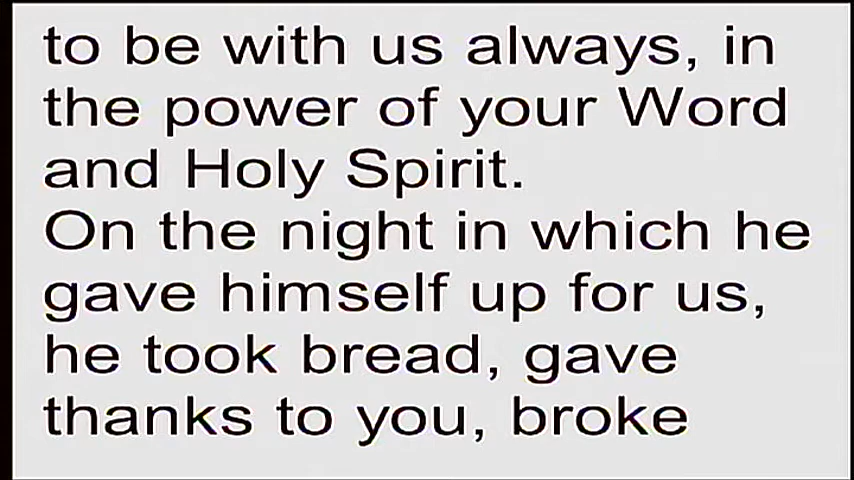 to be with us always, in
the power of your Word
and Holy Spirit.
On the night in which he
gave himself up for us,
he took bread, gave
thanks to you, broke